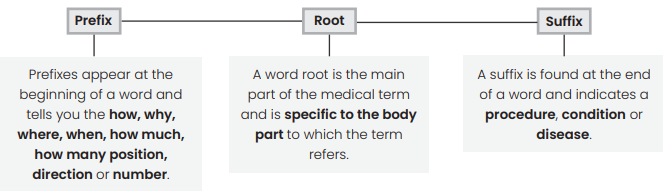 Prefix
Root
Suffix
Prefixes appear at the
beginning of a word and
tells you the how, why,
where, when, how much,
how many position,
direction or number.
A word root is the main
part of the medical term
and is specific to the body
part to which the term
refers.
A suffix is found at the end
of a word and indicates a
procedure, condition or
disease.